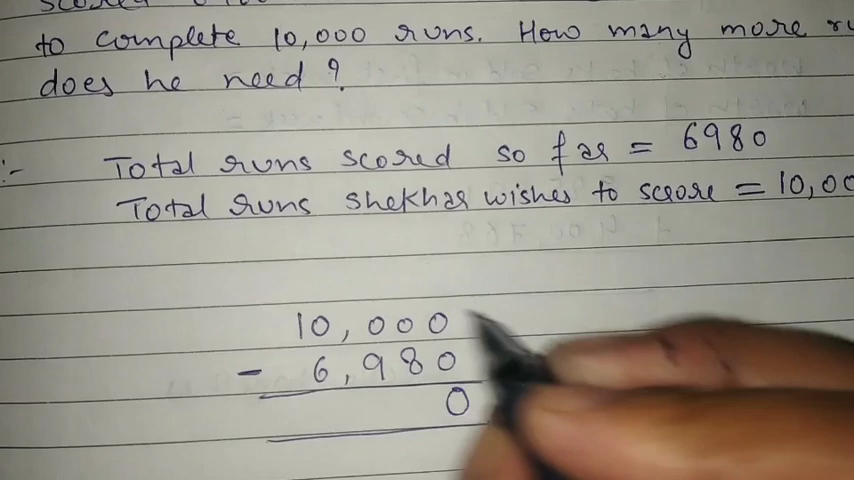 to complete 10,000 runs. How many more
does he need ?
:- Total runs scored so far = 6980
Total runs shekhar wishes to score = 10,00
10,000
- 6,980
0